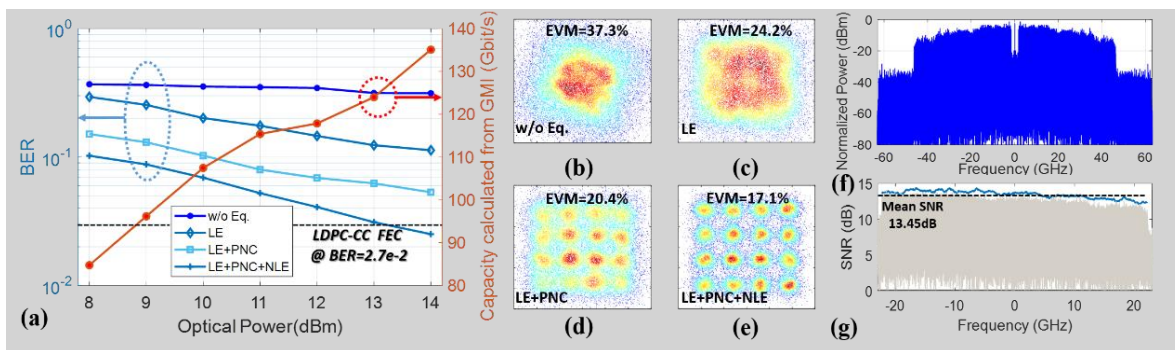 10^0
10^-1
10^-2
BER
8 9 10 11 12 13 14
Optical Power(dBm)
140
130
120
110
100
90
80
Capacity calculated from GMI (Gbit/s)
w/o Eq.
LE
LE+PNC
LE+PNC+NLE
LDPC-CC FEC
@ BER=2.7e-2
(a)
EVM=37.3%
w/o Eq.
(b)
EVM=24.2%
LE
(c)
EVM=20.4%
LE+PNC
(d)
EVM=17.1%
LE+PNC+NLE
(e)
Normalized Power (dBm)
0
-20
-40
-60
-80
-60 -40 -20 0 20 40 60
Frequency (GHz)
(f)
SNR (dB)
15
10
5
0
Mean SNR
13.45dB
-20 -10 0 10 20
Frequency (GHz)
(g)